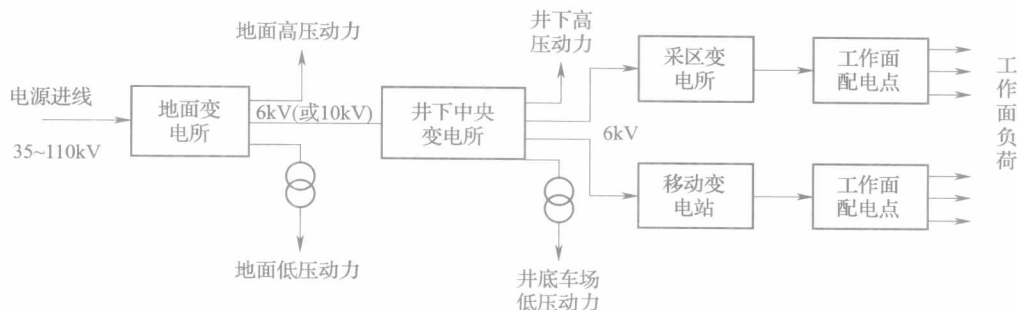 电源进线
35~110kV
地面变
电所
地面高压动力
6kV(或10kV)
地面低压动力
井下中央
变电所
井下高
压动力
井底车场
低压动力
6kV
采区变
电所
工作面
配电点
移动变
电站
工作面
配电点
工作面负荷